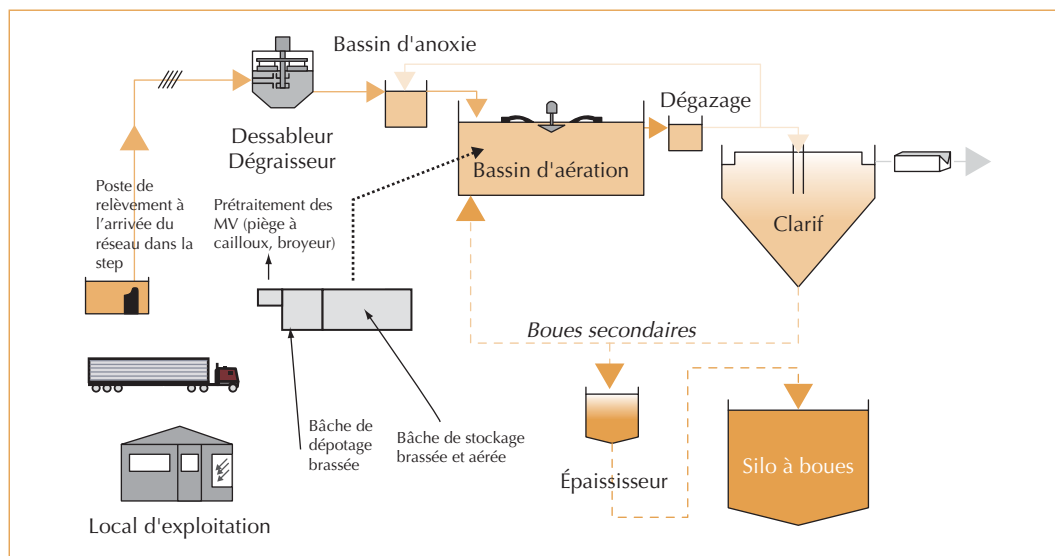 Bassin d'anoxie
Dégazage
Dessableur
Dégraisseur
Bassin d'aération
Poste de
relèvement à
l'arrivée du
réseau dans la
step
Prétraitement des
MV (piège à
cailloux, broyeur)
Clarif
Boues secondaires
Bâche de
dépotage
brassée
Bâche de stockage
brassée et aérée
Épaississeur
Silo à boues
Local d'exploitation